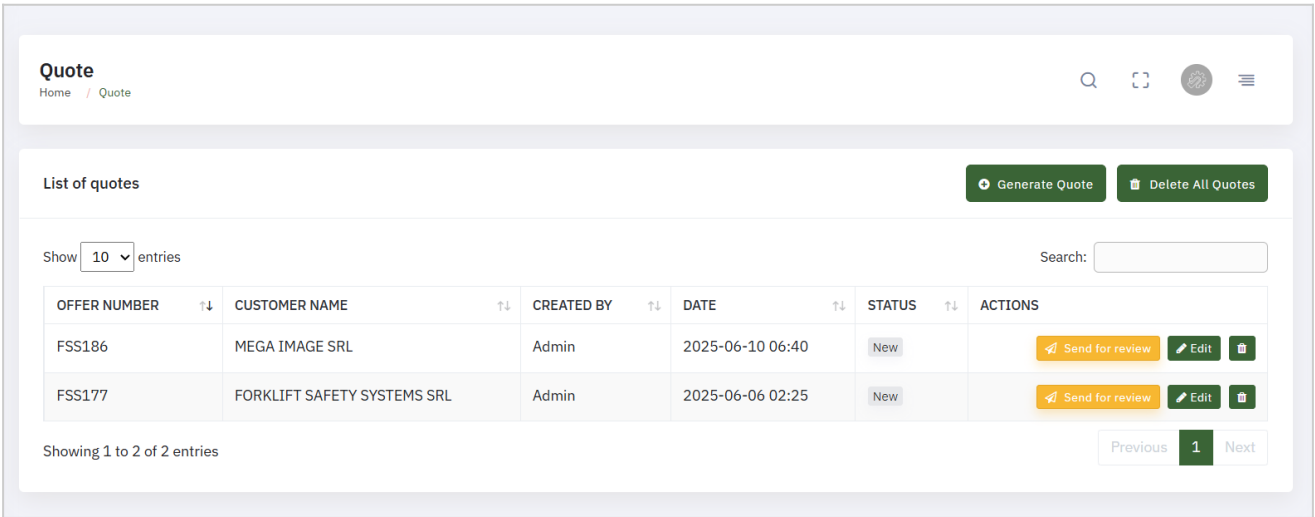 Quote
Home / Quote
List of quotes
Generate Quote
Delete All Quotes
Show 10 entries
Search:
OFFER NUMBER CUSTOMER NAME CREATED BY DATE STATUS ACTIONS
FSS186 MEGA IMAGE SRL Admin 2025-06-10 06:40 New Send for review Edit
FSS177 FORKLIFT SAFETY SYSTEMS SRL Admin 2025-06-06 02:25 New Send for review Edit
Showing 1 to 2 of 2 entries
Previous 1 Next